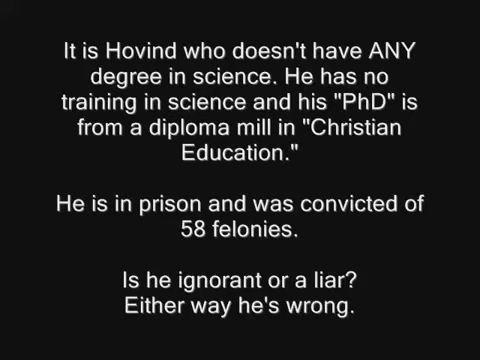 It is Hovind who doesn't have ANY
degree in science. He has no
training in science and his "PhD" is
from a diploma mill in "Christian
Education."
He is in prison and was convicted of
58 felonies.
Is he ignorant or a liar?
Either way he's wrong.